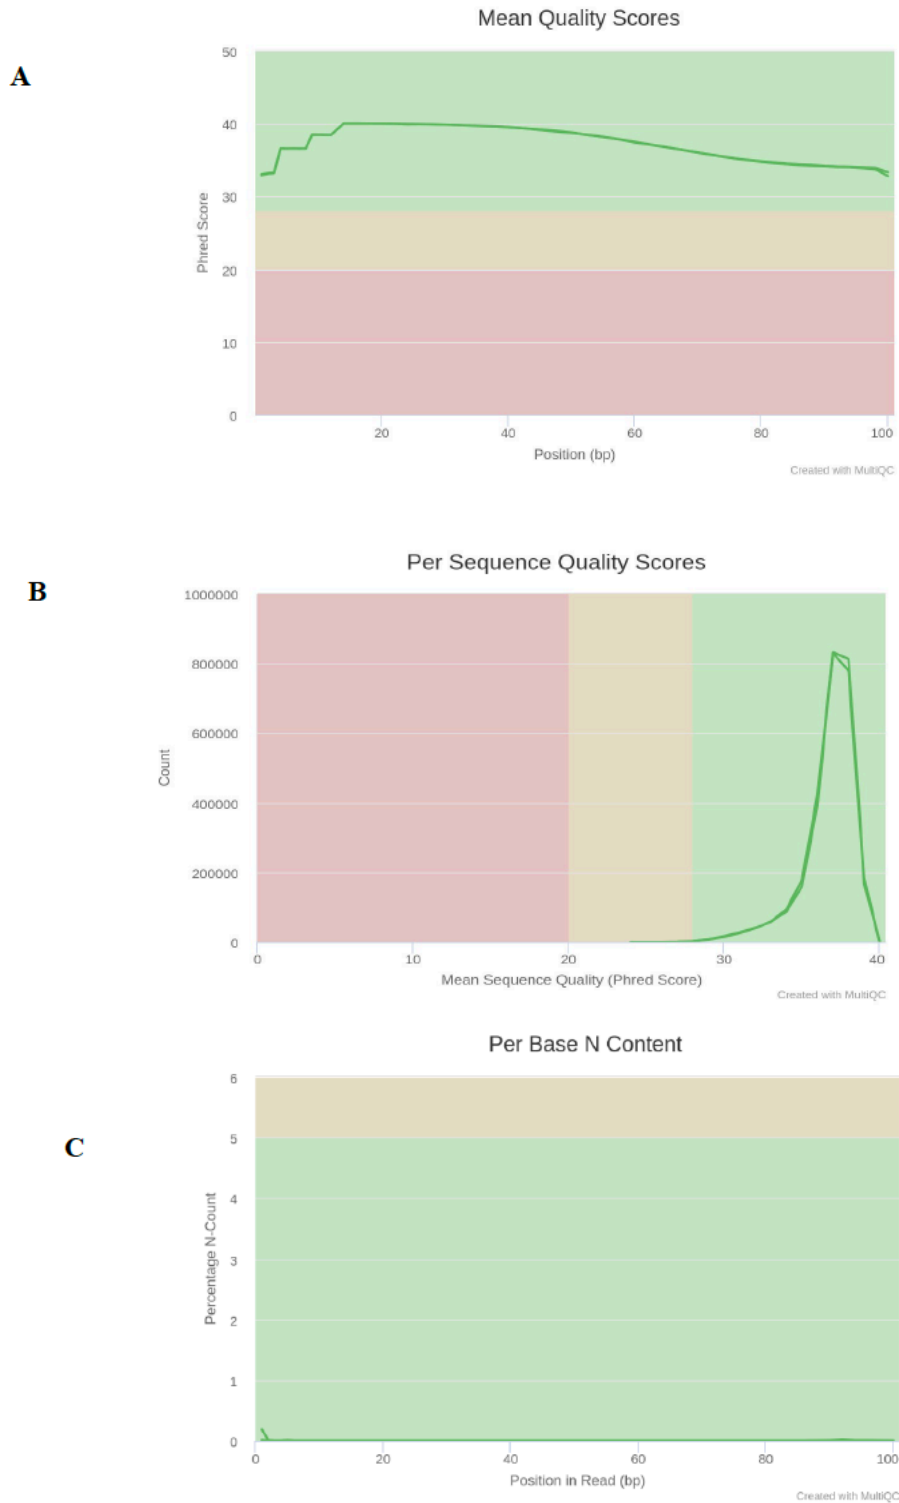 Mean Quality Scores
A
50
40
30
20
10
0
Phred Score
20 40 60 80 100
Position (bp)
Created with MultiQC
Per Sequence Quality Scores
B
1000000
800000
600000
400000
200000
0
Count
0 10 20 30 40
Mean Sequence Quality (Phred Score)
Created with MultiQC
Per Base N Content
C
6
5
4
3
2
1
0
Percentage N-Count
0 20 40 60 80 100
Position in Read (bp)
Created with MultiQC